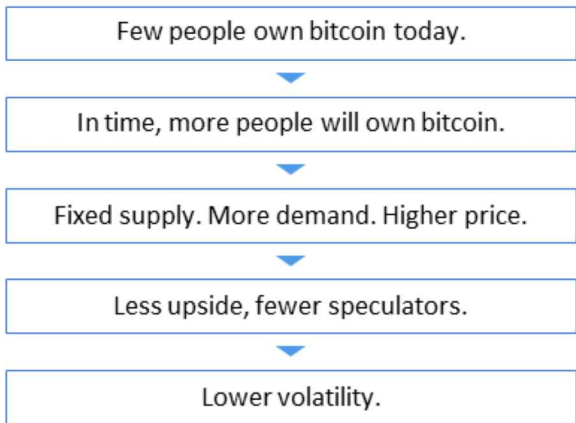 Few people own bitcoin today.
In time, more people will own bitcoin.
Fixed supply. More demand. Higher price.
Less upside, fewer speculators.
Lower volatility.